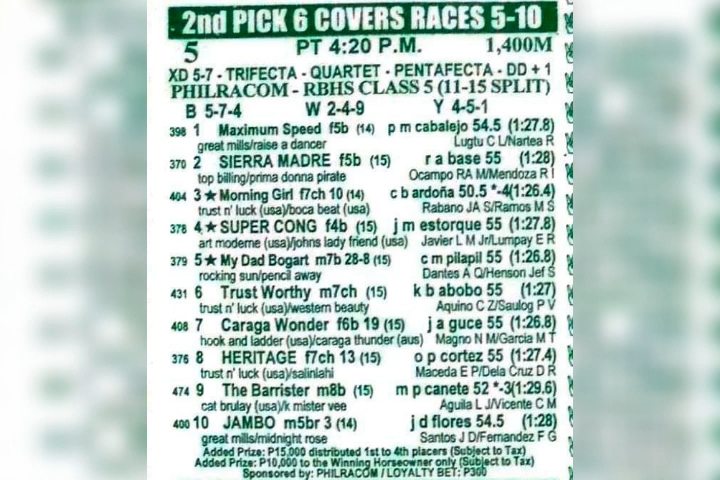 2nd PICK 6 COVERS RACES 5-10
5 PT 4:20 P.M. 1,400M
XD 5-7 - TRIFECTA - QUARTET - PENTAFECTA - DD + 1
PHILRACOM - RBHS CLASS 5 (11-15 SPLIT)
B 5-7-4 W 2-4-9 Y 4-5-1
398 1 Maximum Speed f5b (14) p m cabalejo 54.5 (1:27.8)
great mills/raise a dancer Lugtu C L/Nartea R
370 2 SIERRA MADRE f5b (15) r a base 55 (1:28)
top billing/prima donna pirate Ocampo RA M/Mendoza R I
404 3 ★ Morning Girl f7ch 10 (14) c b ardoña 50.5 *-4(1:26.4)
trust n' luck (usa)/boca beat (usa) Rabano JA S/Ramos M S
378 4 ★ SUPER CONG f4b (15) j m estorque 55 (1:27.8)
art moderne (usa)/johns lady friend (usa) Javier L M Jr/Lumpay E R
379 5 ★ My Dad Bogart m7b 28-8 (15) c m pilapil 55 (1:26.8)
rocking sun/pencil away Dantes A Q/Henson Jef S
431 6 Trust Worthy m7ch (15) k b abobo 55 (1:27)
trust n' luck (usa)/western beauty Aquino C Z/Saulog P V
408 7 Caraga Wonder f6b 19 (15) j a guce 55 (1:26.8)
hook and ladder (usa)/caraga thunder (aus) Magno N M/Garcia M T
376 8 HERITAGE f7ch 13 (15) o p cortez 55 (1:27.4)
trust n' luck (usa)/salinlahi Maceda E P/Dela Cruz D R
474 9 The Barrister m8b (15) m p canete 52 *-3(1:29.6)
cat brulay (usa)/k mister vee Aguila L J/Vicente C M
400 10 JAMBO m5br 3 (14) j d flores 54.5 (1:28)
great mills/midnight rose Santos J D/Fernandez F G
Added Prize: P15,000 distributed 1st to 4th placers (Subject to Tax)
Added Prize: P10,000 to the Winning Horseowner only (Subject to Tax)
Sponsored by: PHILRACOM / LOYALTY BET: P300